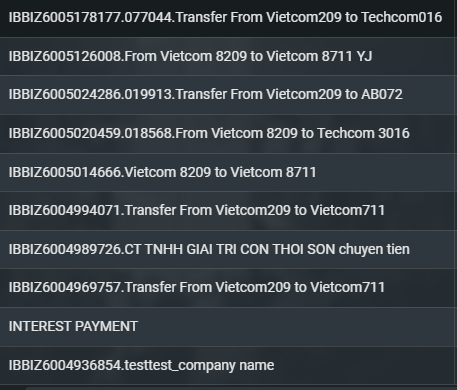 IBBIZ6005178177.077044.Transfer From Vietcom209 to Techcom016
IBBIZ6005126008.From Vietcom 8209 to Vietcom 8711 YJ
IBBIZ6005024286.019913.Transfer From Vietcom209 to AB072
IBBIZ6005020459.018568.From Vietcom 8209 to Techcom 3016
IBBIZ6005014666.Vietcom 8209 to Vietcom 8711
IBBIZ6004994071.Transfer From Vietcom209 to Vietcom711
IBBIZ6004989726.CT TNHH GIAI TRI CON THOI SON chuyen tien
IBBIZ6004969757.Transfer From Vietcom209 to Vietcom711
INTEREST PAYMENT
IBBIZ6004936854.testtest_company name